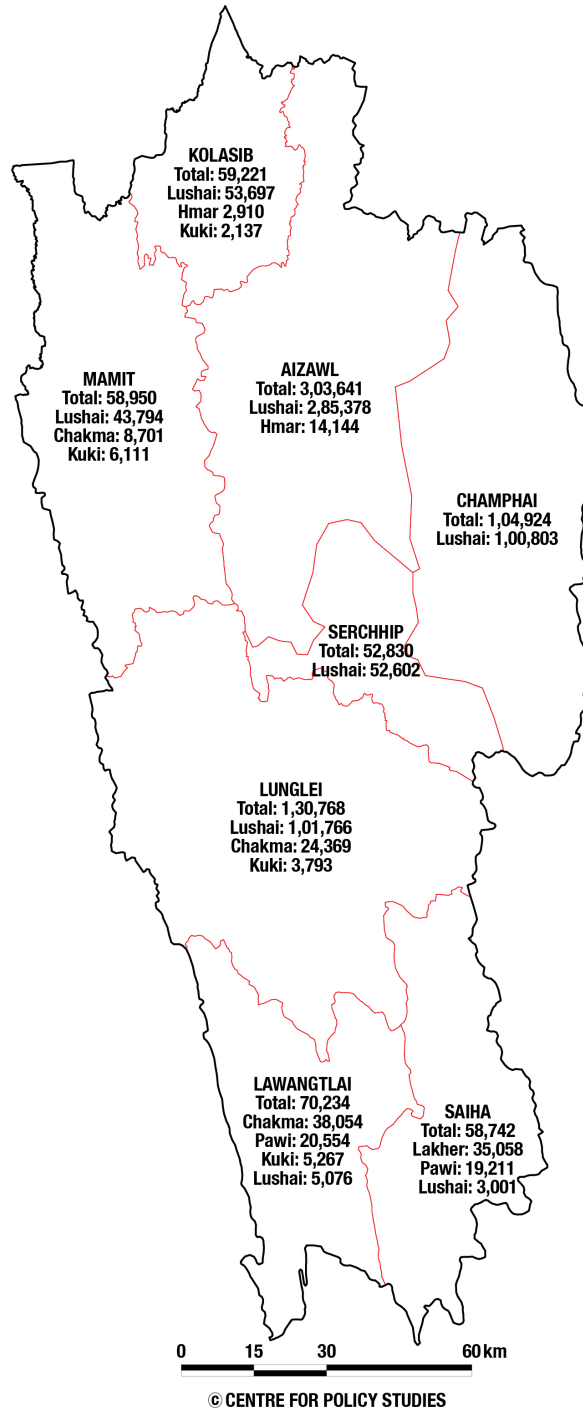 KOLASIB
Total: 59,221
Lushai: 53,697
Hmar 2,910
Kuki: 2,137
MAMIT
Total: 58,950
Lushai: 43,794
Chakma: 8,701
Kuki: 6,111
AIZAWL
Total: 3,03,641
Lushai: 2,85,378
Hmar: 14,144
CHAMPHAI
Total: 1,04,924
Lushai: 1,00,803
SERCHHIP
Total: 52,830
Lushai: 52,602
LUNGLEI
Total: 1,30,768
Lushai: 1,01,766
Chakma: 24,369
Kuki: 3,793
LAWANGTLAI
Total: 70,234
Chakma: 38,054
Pawi: 20,554
Kuki: 5,267
Lushai: 5,076
SAIHA
Total: 58,742
Lakher: 35,058
Pawi: 19,211
Lushai: 3,001
0 15 30 60 km
© CENTRE FOR POLICY STUDIES